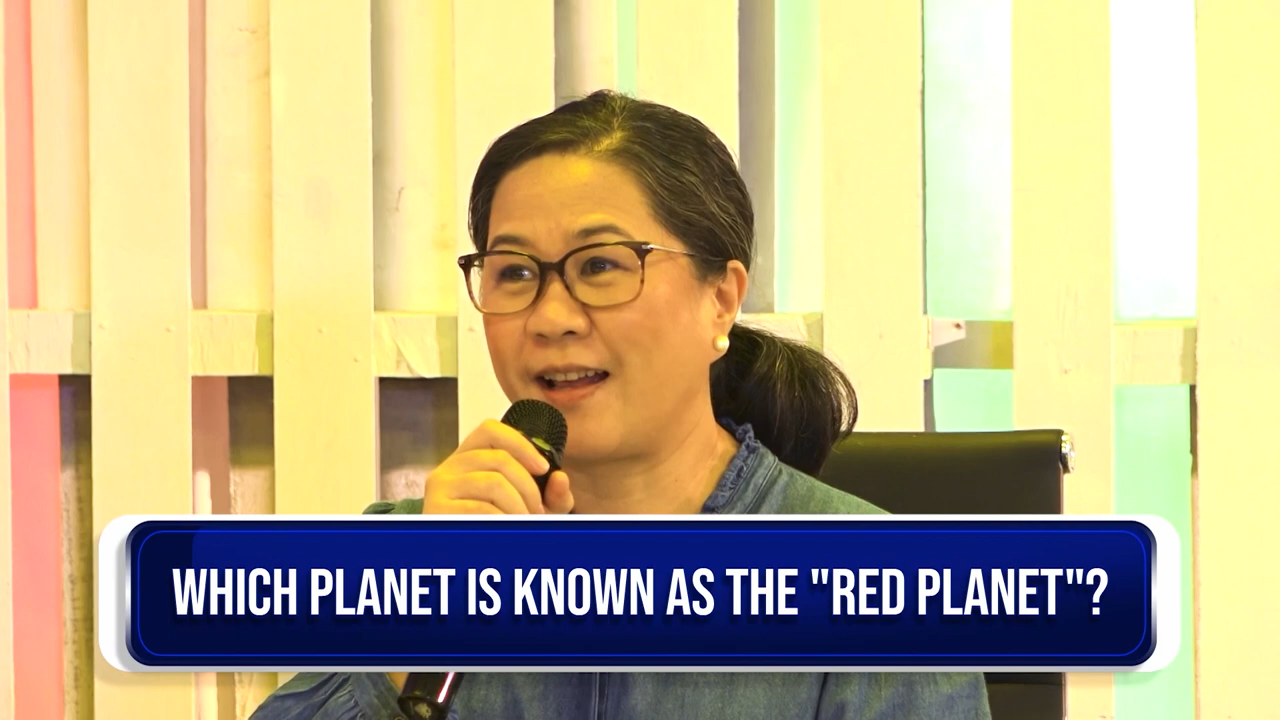 WHICH PLANET IS KNOWN AS THE "RED PLANET"?